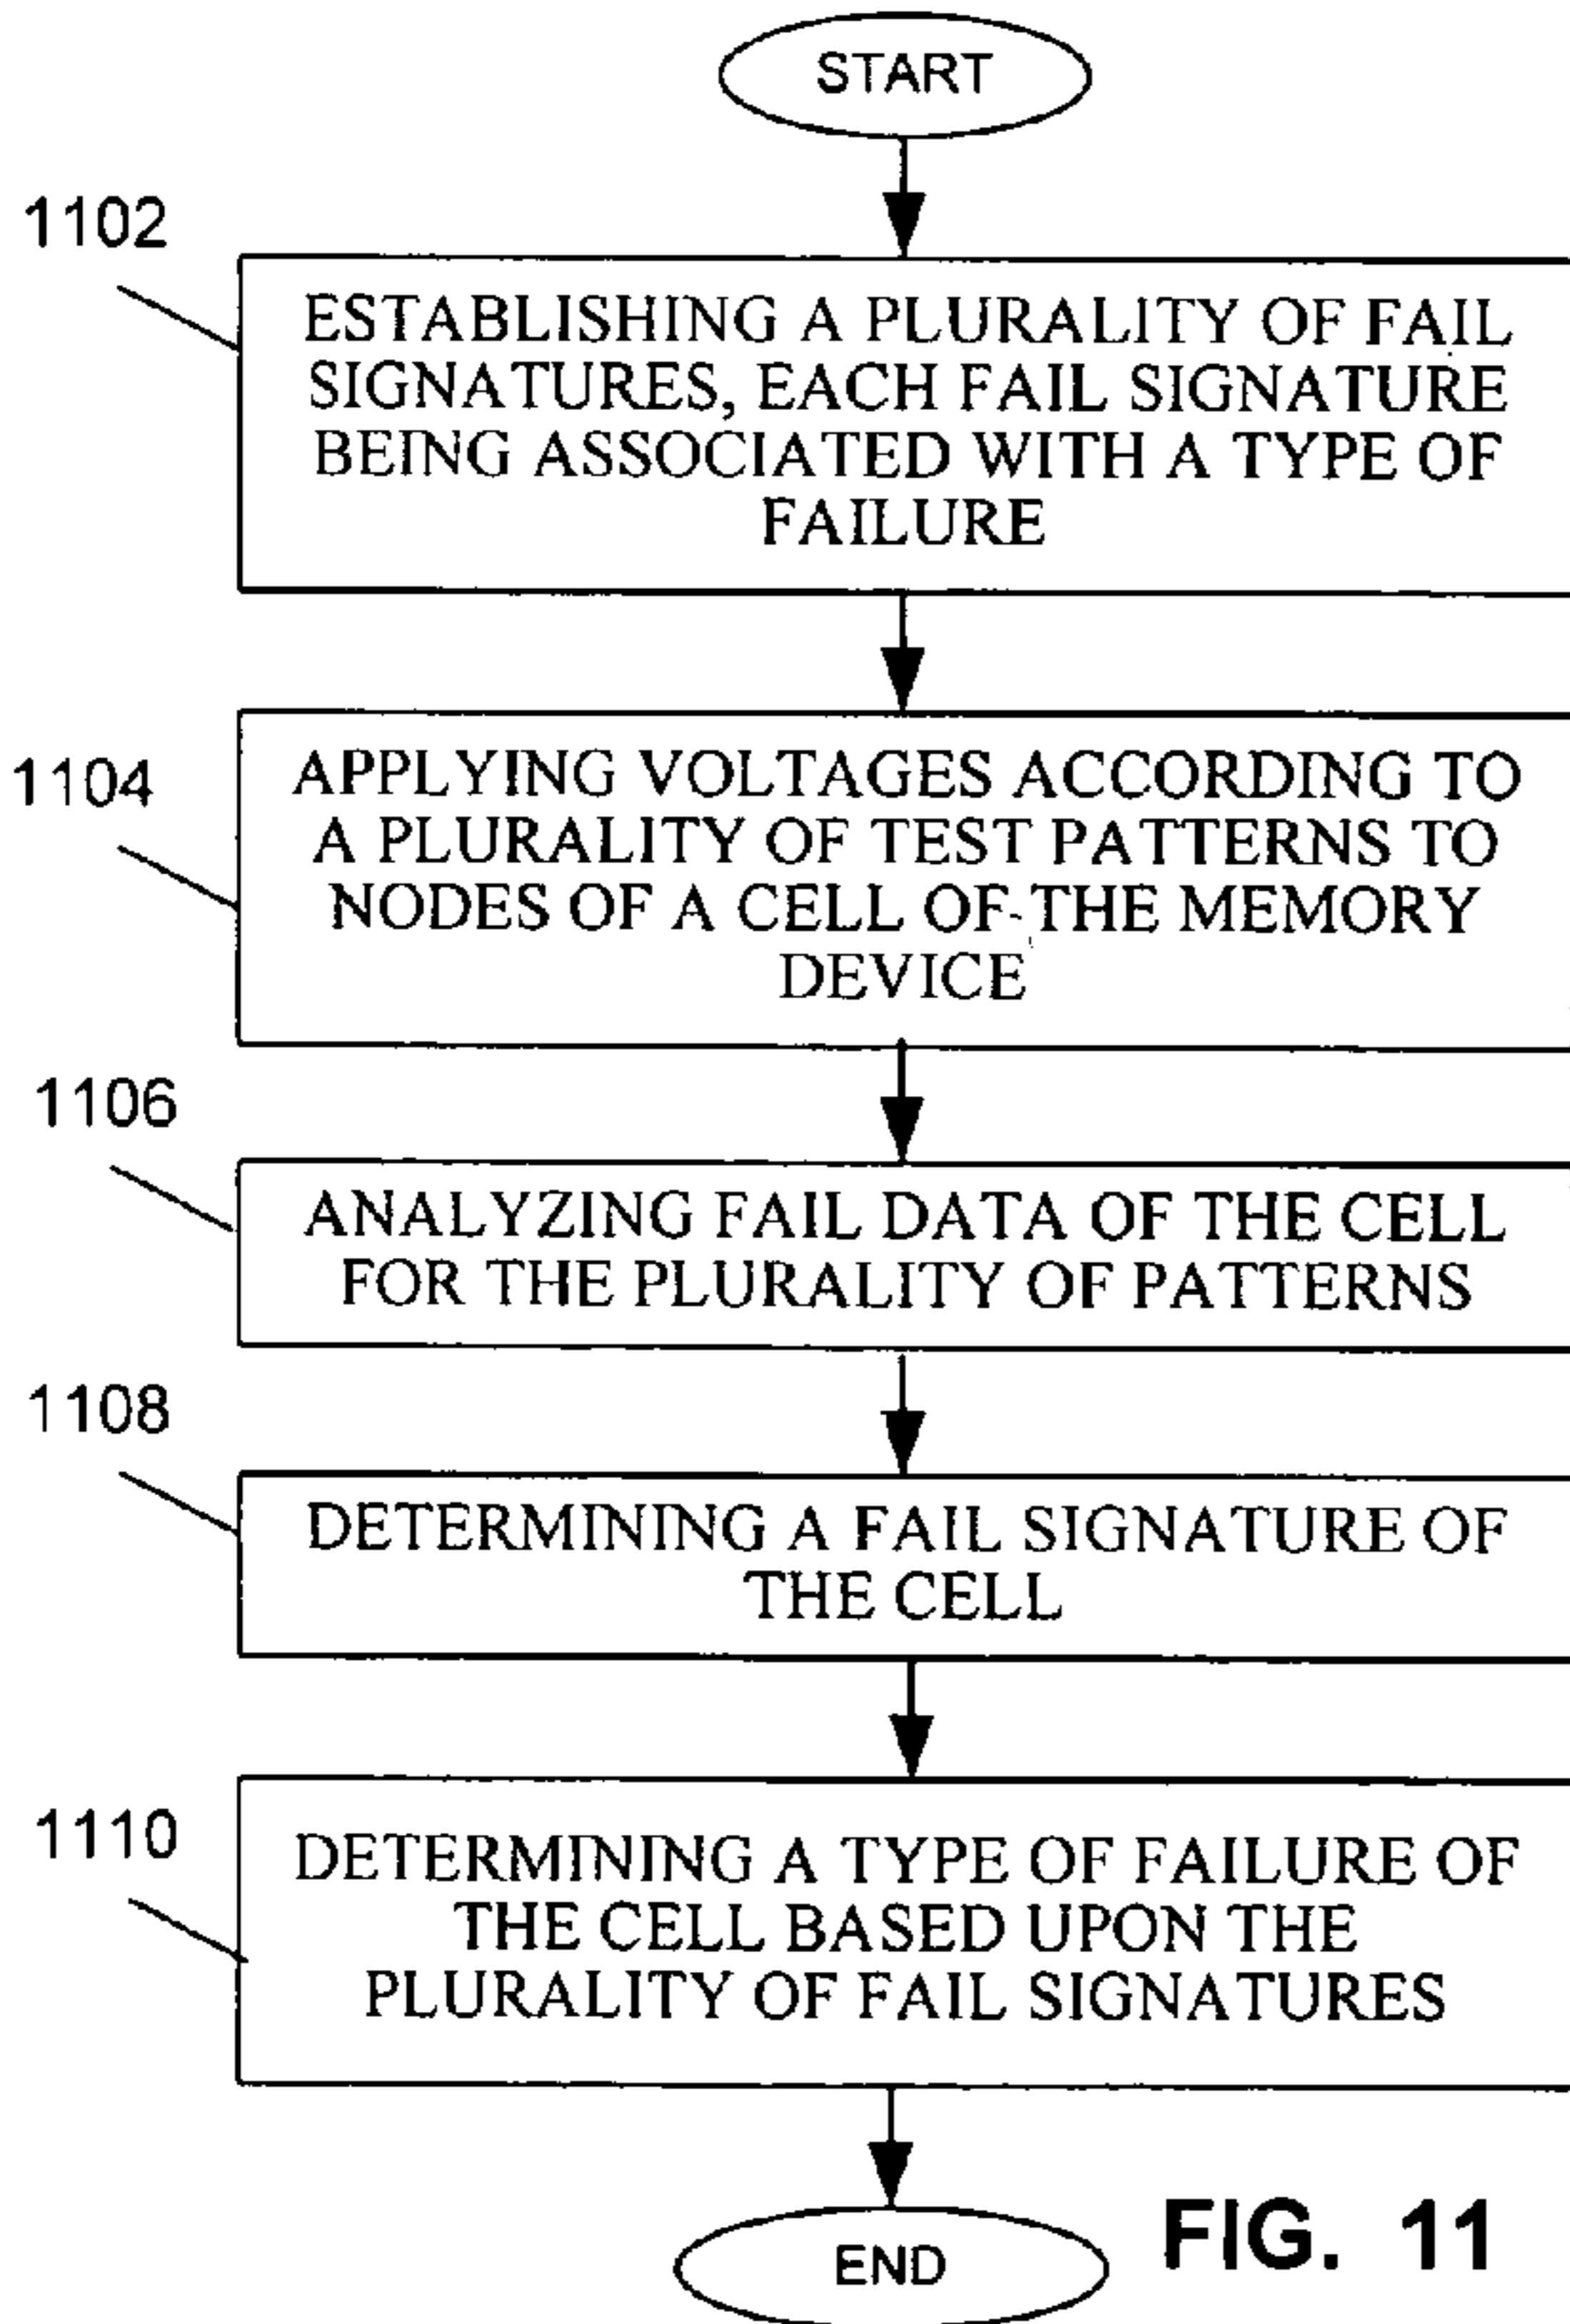 START
1102
ESTABLISHING A PLURALITY OF FAIL
SIGNATURES, EACH FAIL SIGNATURE
BEING ASSOCIATED WITH A TYPE OF
FAILURE
1104
APPLYING VOLTAGES ACCORDING TO
A PLURALITY OF TEST PATTERNS TO
NODES OF A CELL OF THE MEMORY
DEVICE
1106
ANALYZING FAIL DATA OF THE CELL
FOR THE PLURALITY OF PATTERNS
1108
DETERMINING A FAIL SIGNATURE OF
THE CELL
1110
DETERMINING A TYPE OF FAILURE OF
THE CELL BASED UPON THE
PLURALITY OF FAIL SIGNATURES
END
FIG. 11